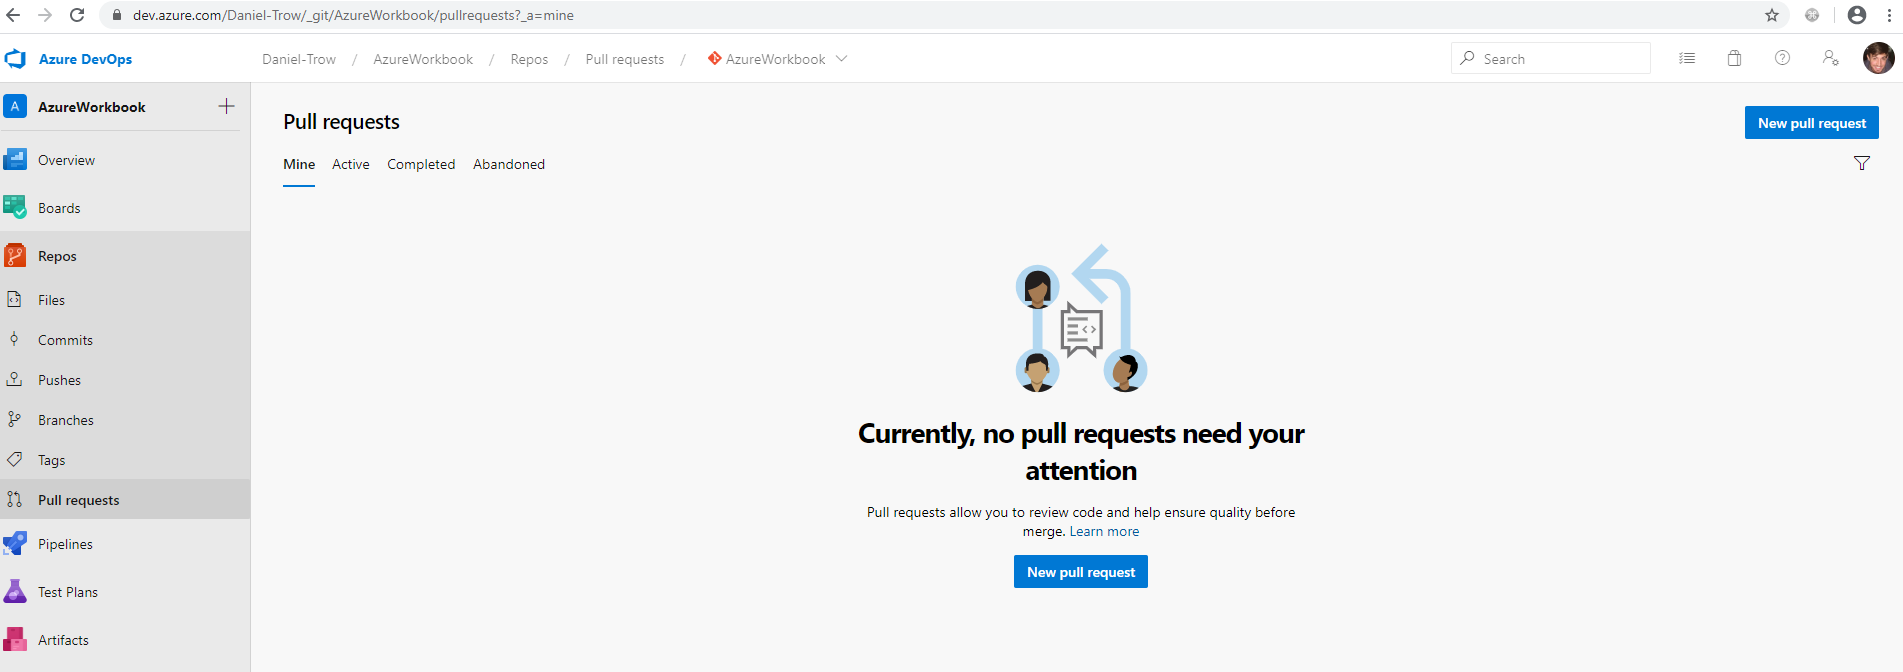 dev.azure.com/Daniel-Trow/_git/AzureWorkbook/pullrequests?_a=mine
Azure DevOps
Daniel-Trow / AzureWorkbook / Repos / Pull requests / AzureWorkbook
Search
A AzureWorkbook
Overview
Boards
Repos
Files
Commits
Pushes
Branches
Tags
Pull requests
Pipelines
Test Plans
Artifacts
Pull requests
New pull request
Mine Active Completed Abandoned
Currently, no pull requests need your
attention
Pull requests allow you to review code and help ensure quality before
merge. Learn more
New pull request